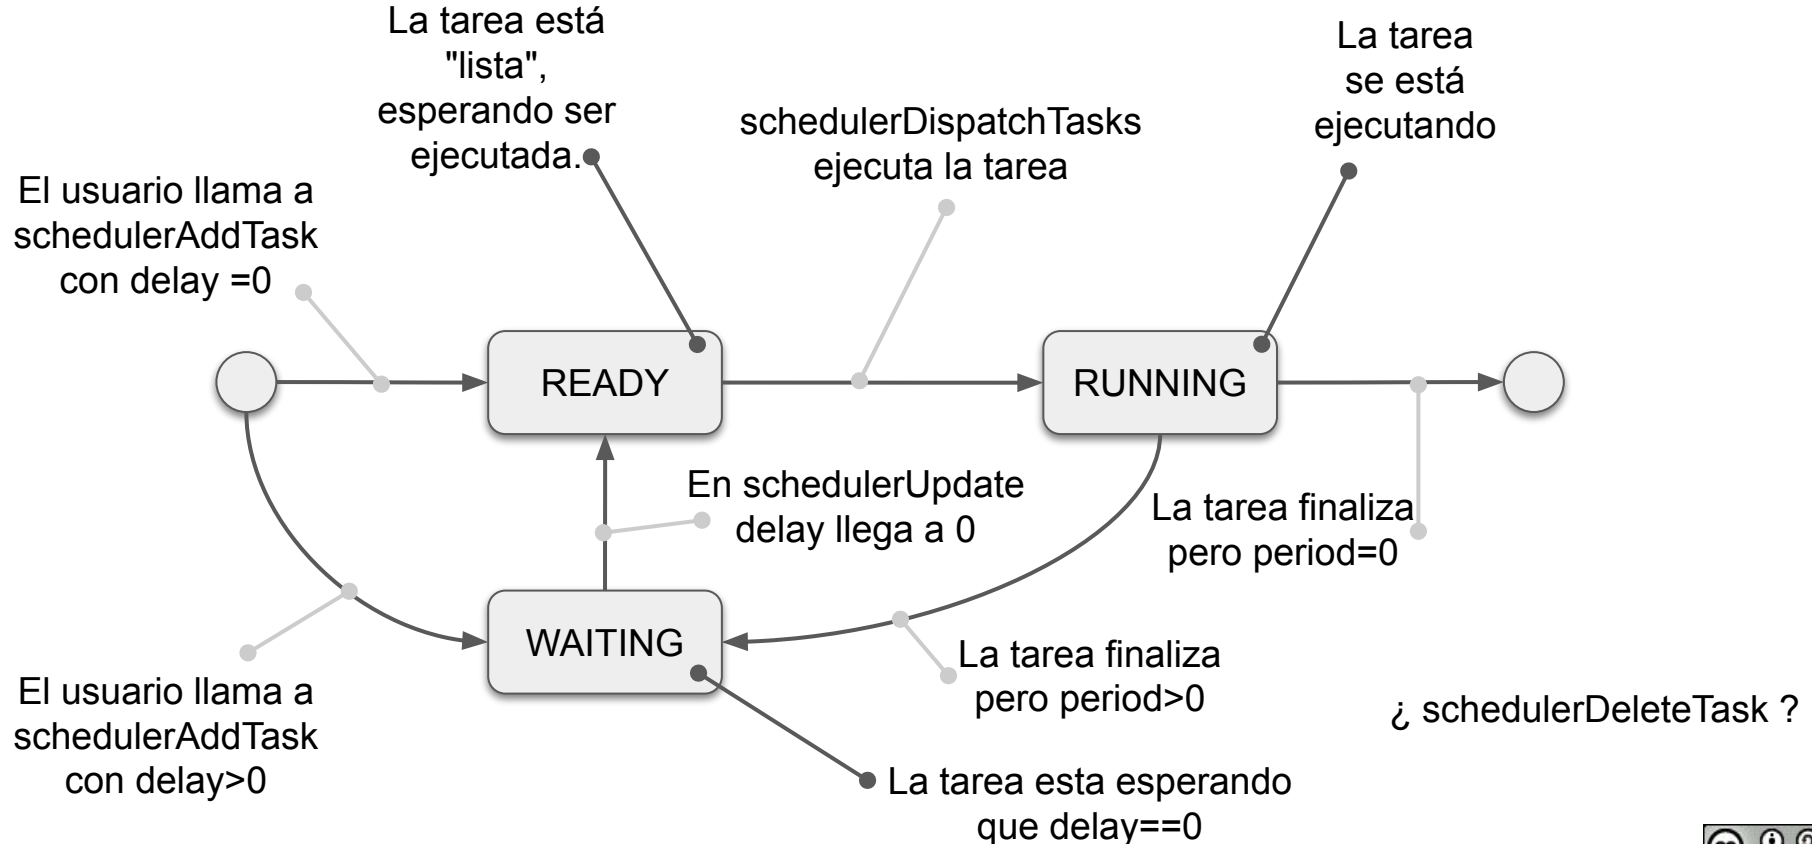 La tarea está
"lista",
esperando ser
ejecutada.
La tarea
se está
ejecutando
schedulerDispatchTasks
ejecuta la tarea
El usuario llama a
schedulerAddTask
con delay =0
READY
RUNNING
En schedulerUpdate
delay llega a 0
La tarea finaliza
pero period=0
WAITING
La tarea finaliza
pero period>0
El usuario llama a
schedulerAddTask
con delay>0
¿ schedulerDeleteTask ?
La tarea esta esperando
que delay==0